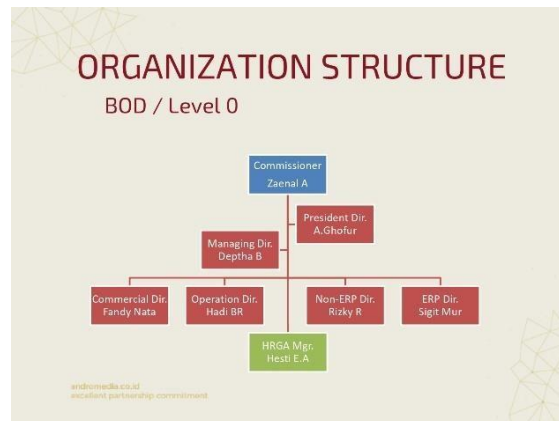 ORGANIZATION STRUCTURE
BOD / Level 0
Commissioner
Zaenal A
President Dir.
A.Ghofur
Managing Dir.
Deptha B
Commercial Dir.
Fandy Nata
Operation Dir.
Hadi BR
Non-ERP Dir.
Rizky R
ERP Dir.
Sigit Mur
HRGA Mgr.
Hesti E.A
andromedia.co.id
excellent partnership commitment